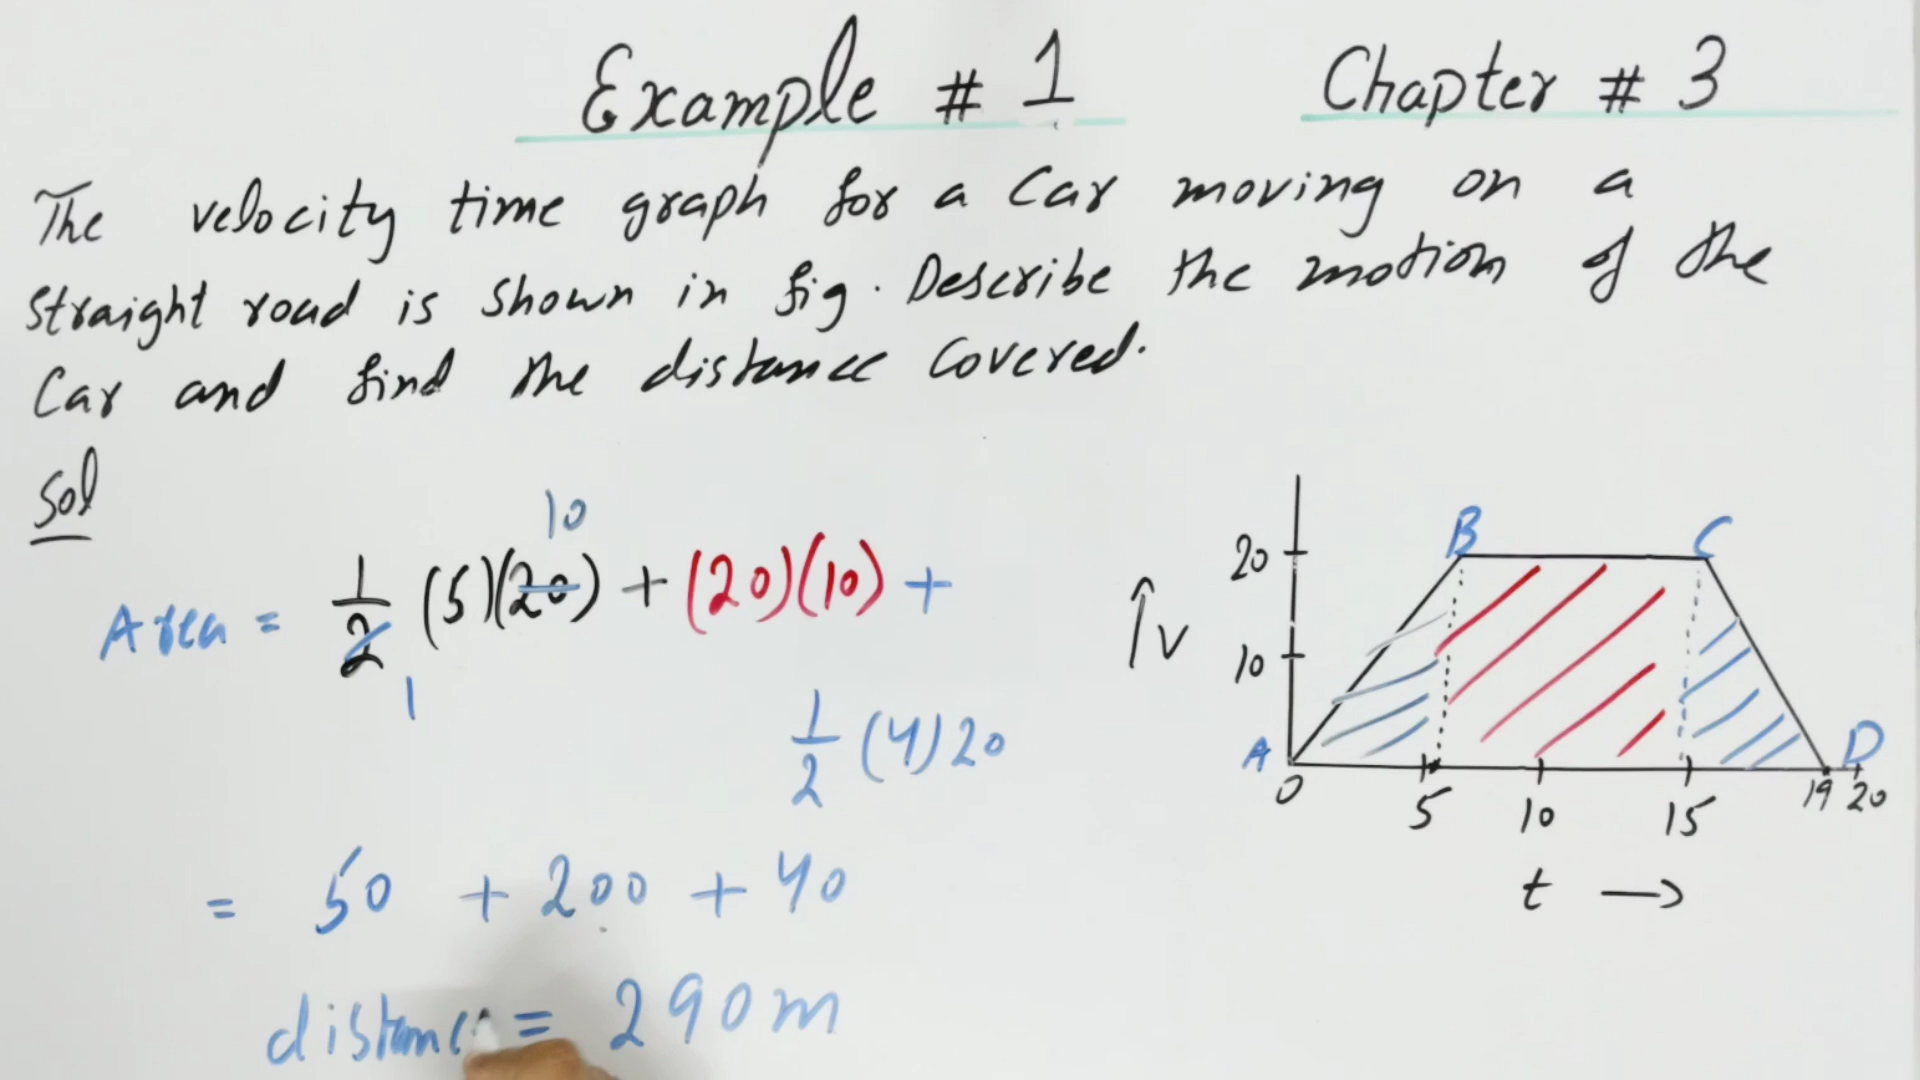 Example # 1
Chapter # 3
The velocity time graph for a Car moving on a
straight road is shown in fig. Describe the motion of the
Car and find the distance covered.
Sol
10
Area = 1/2 (5)(20) + (20)(10) +
1
1/2 (4)20
= 50 + 200 + 40
distanc = 290m
B C
20
↑v
10
A D
0 5 10 15 19 20
t →